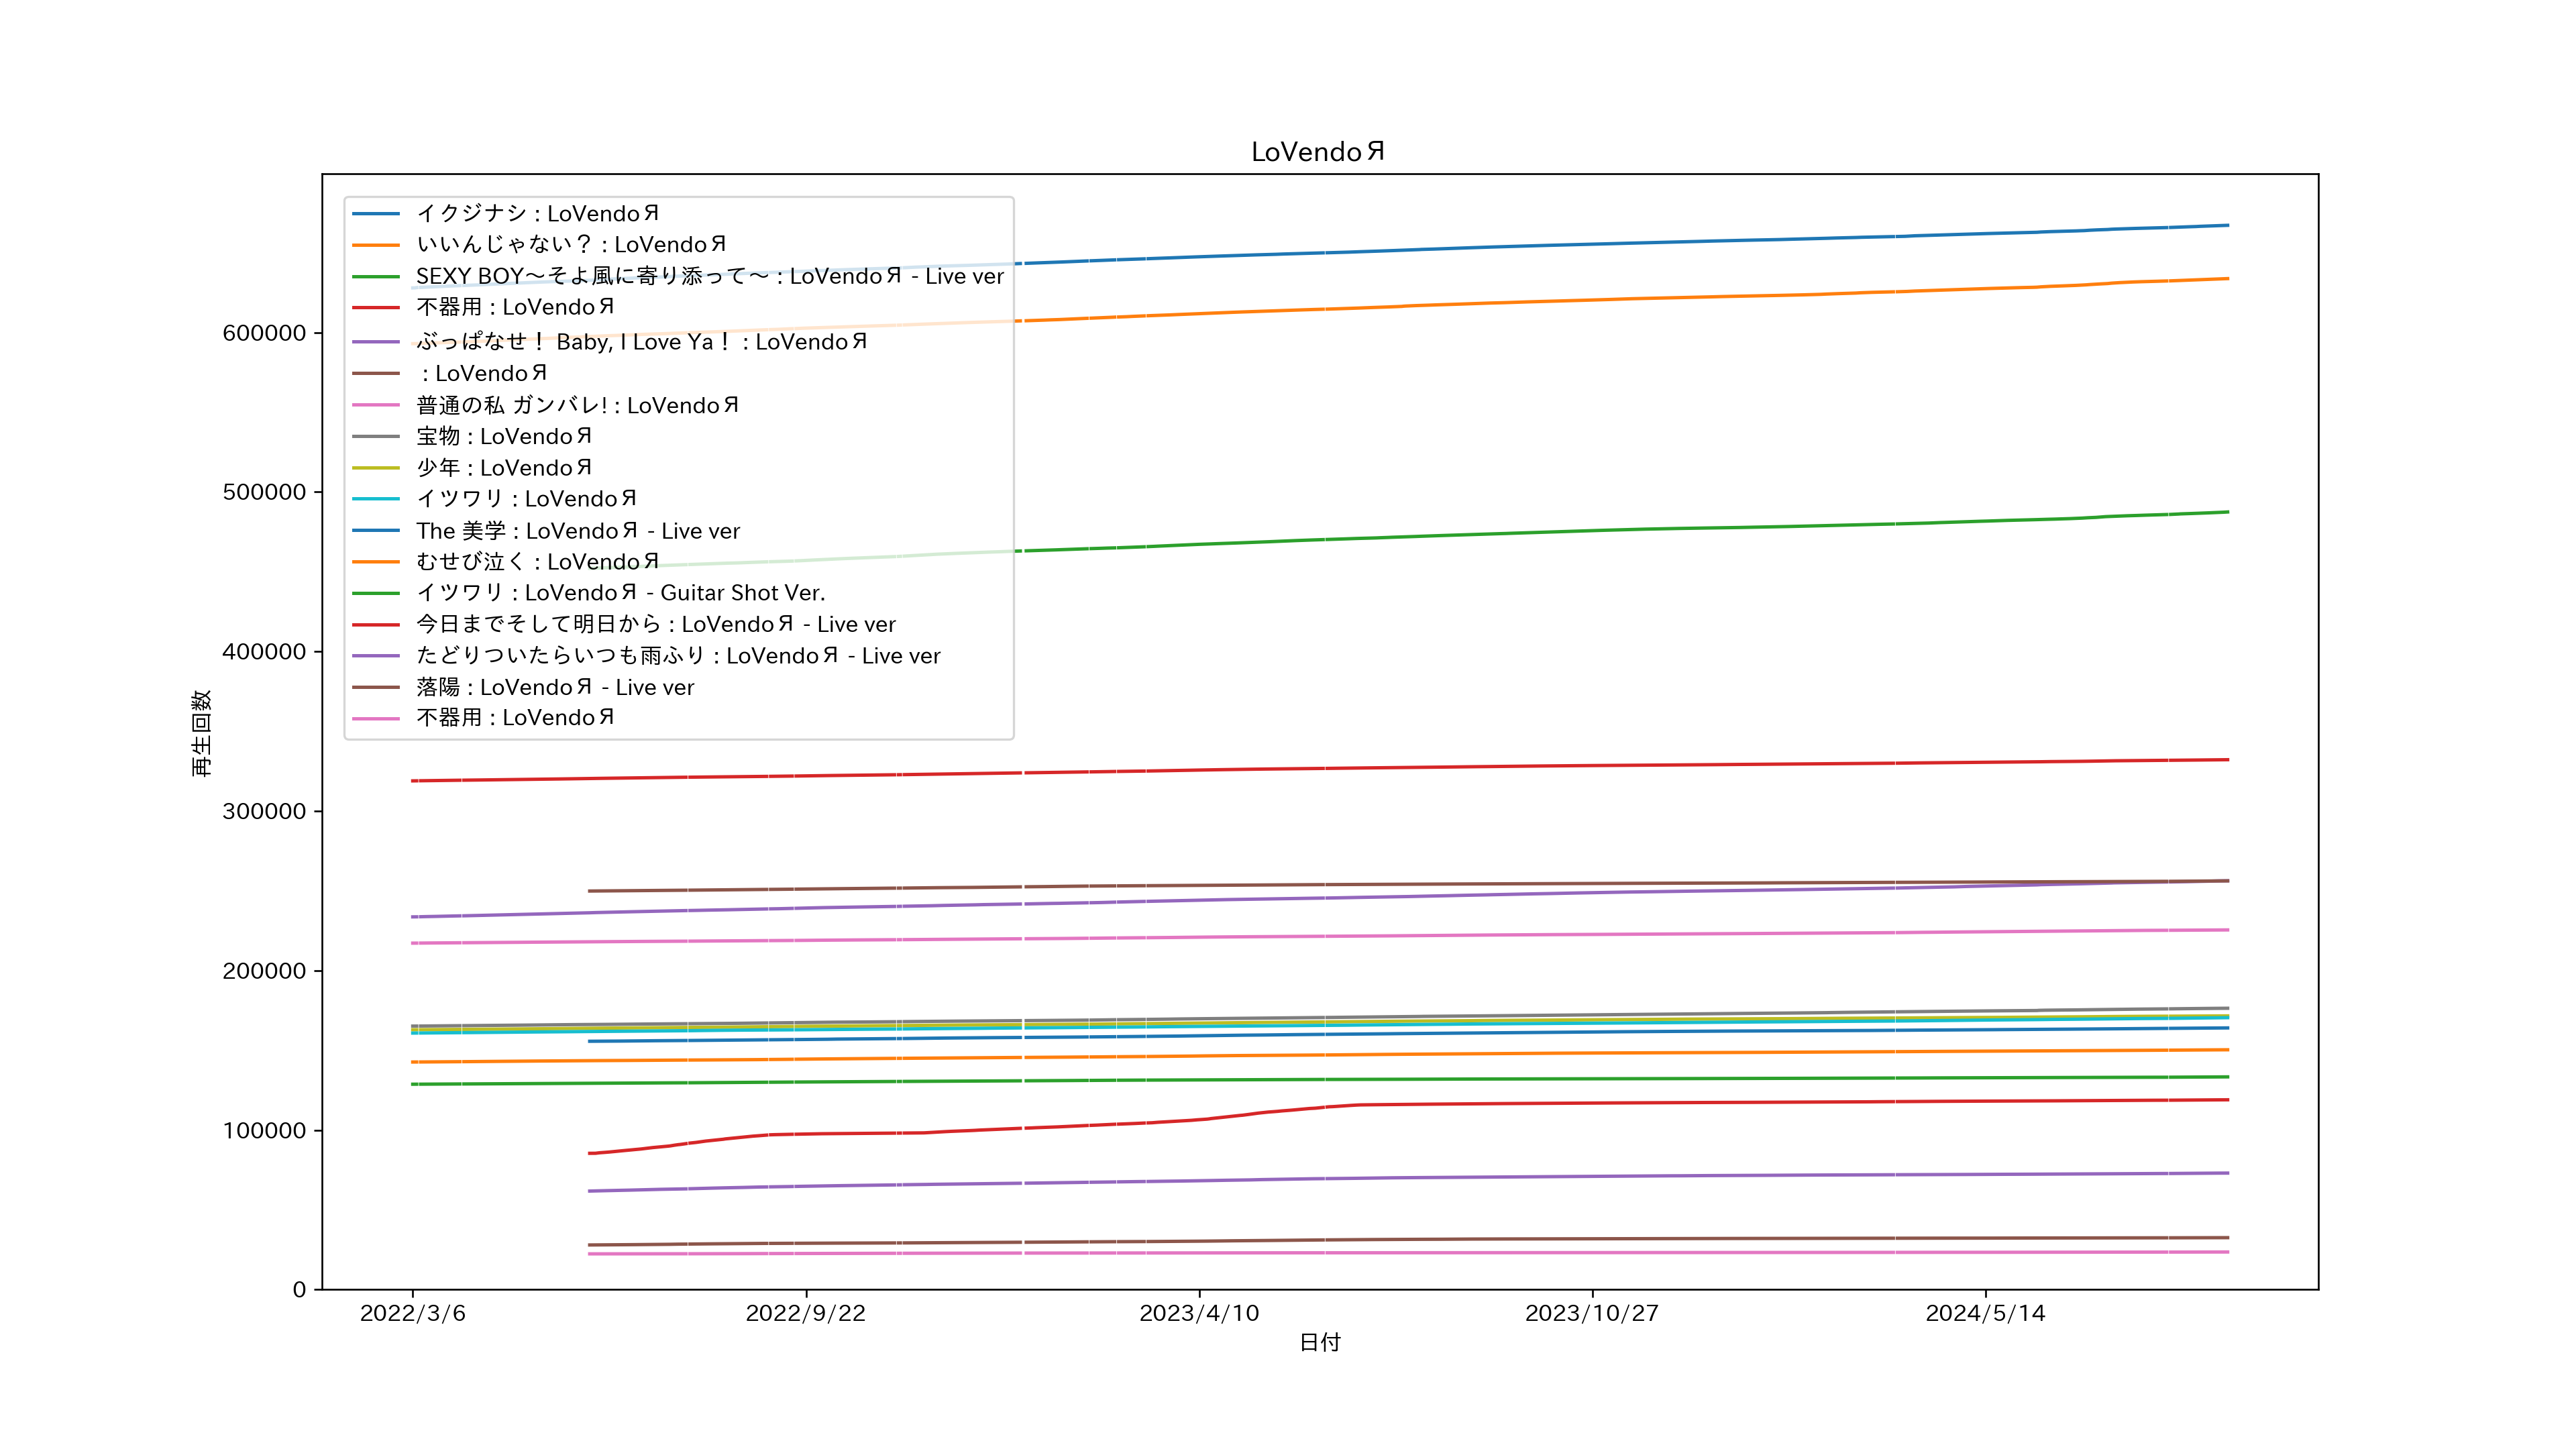 LoVendoЯ
イクジナシ : LoVendoЯ
いいんじゃない？ : LoVendoЯ
SEXY BOY～そよ風に寄り添って～ : LoVendoЯ - Live ver
不器用 : LoVendoЯ
ぶっぱなせ！ Baby, I Love Ya！ : LoVendoЯ
: LoVendoЯ
普通の私 ガンバレ! : LoVendoЯ
宝物 : LoVendoЯ
少年 : LoVendoЯ
イツワリ : LoVendoЯ
The 美学 : LoVendoЯ - Live ver
むせび泣く : LoVendoЯ
イツワリ : LoVendoЯ - Guitar Shot Ver.
今日までそして明日から : LoVendoЯ - Live ver
たどりついたらいつも雨ふり : LoVendoЯ - Live ver
落陽 : LoVendoЯ - Live ver
不器用 : LoVendoЯ
再生回数
600000
500000
400000
300000
200000
100000
0
2022/3/6
2022/9/22
2023/4/10
2023/10/27
2024/5/14
日付